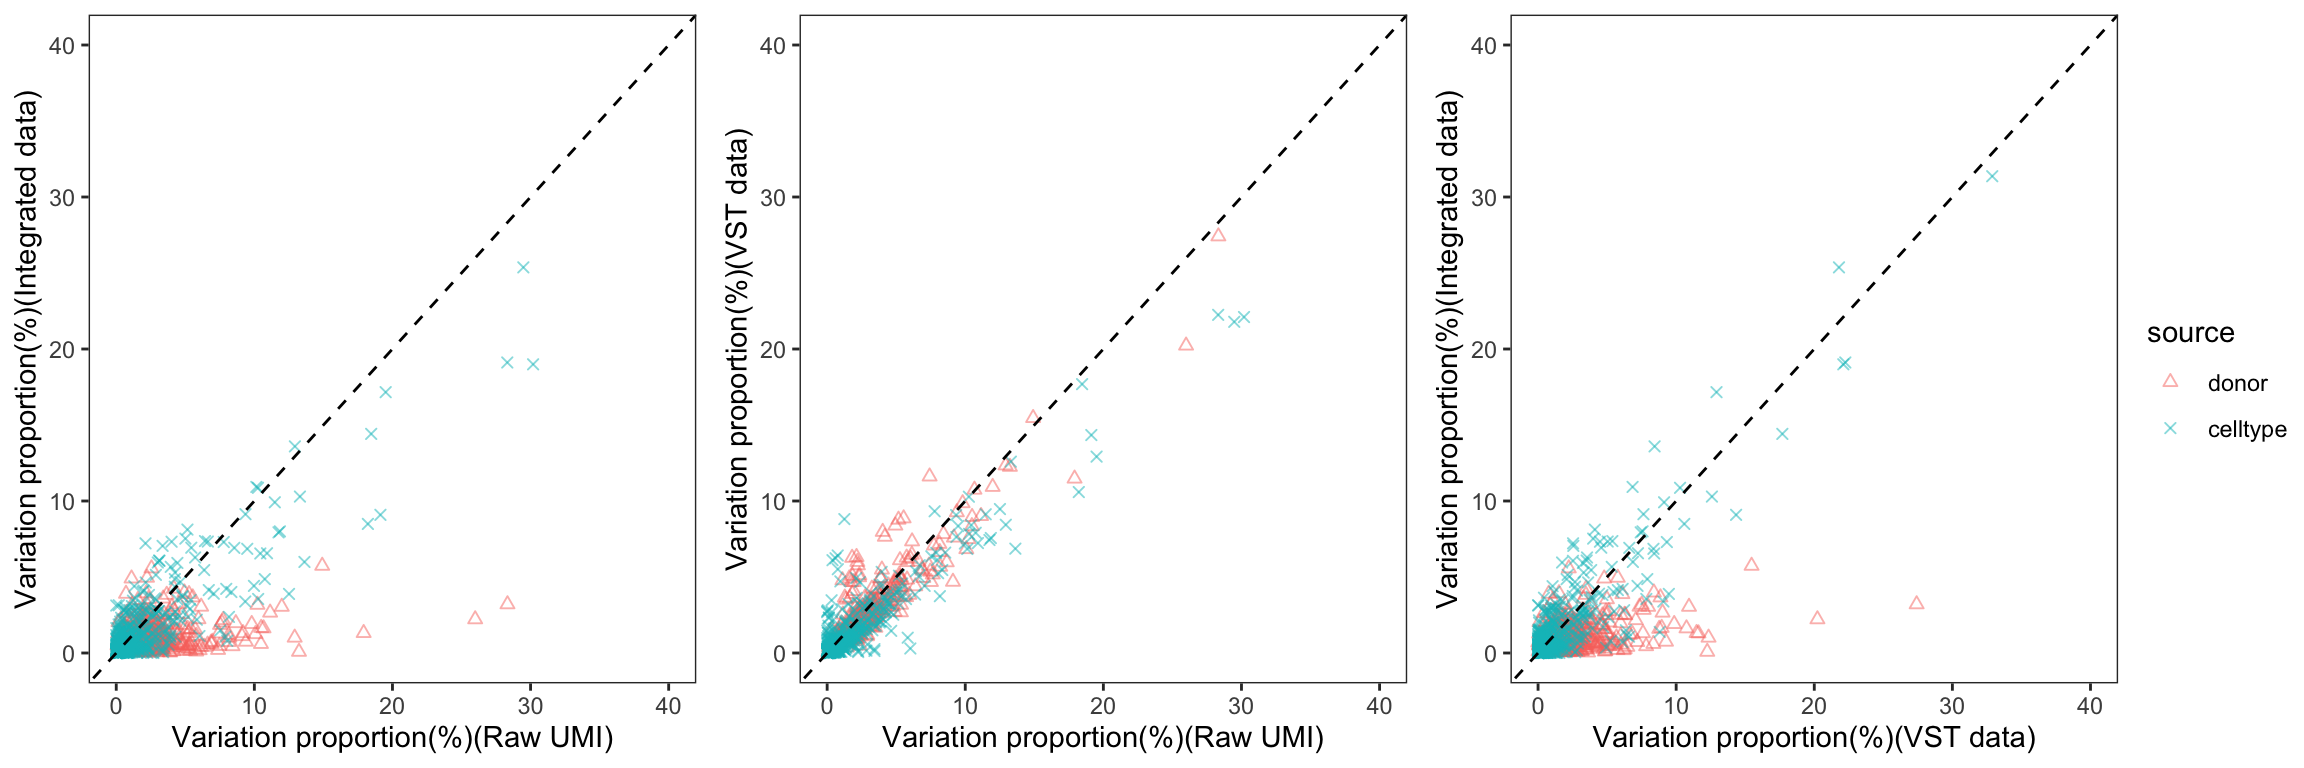 Variation proportion(%)(Integrated data)
40
30
20
10
0
0 10 20 30 40
Variation proportion(%)(Raw UMI)
Variation proportion(%)(VST data)
40
30
20
10
0
0 10 20 30 40
Variation proportion(%)(Raw UMI)
Variation proportion(%)(Integrated data)
40
30
20
10
0
0 10 20 30 40
Variation proportion(%)(VST data)
source
donor
celltype